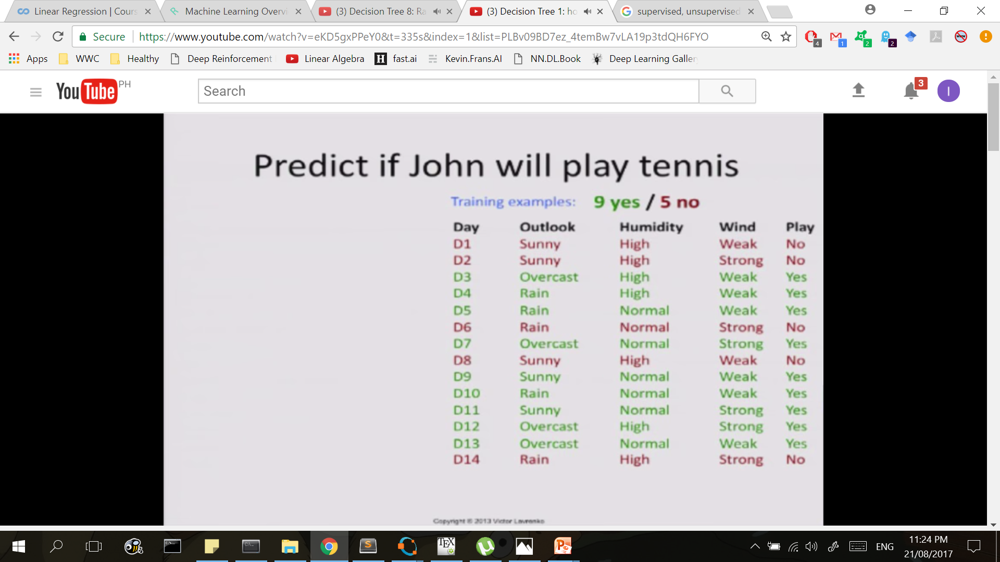 Linear Regression | Cours
Machine Learning Overvi
(3) Decision Tree 8: Ra
(3) Decision Tree 1: ho
supervised, unsupervised
Secure
https://www.youtube.com/watch?v=eKD5gxPPeY0&t=335s&index=1&list=PLBv09BD7ez_4temBw7vLA19p3tdQH6FYO
4 1 2 2
Apps WWC Healthy Deep Reinforcement Linear Algebra fast.ai Kevin.Frans.AI NN.DL.Book Deep Learning Galler
YouTube PH
Search
3
I
Predict if John will play tennis
Training examples: 9 yes / 5 no
Day Outlook Humidity Wind Play
D1 Sunny High Weak No
D2 Sunny High Strong No
D3 Overcast High Weak Yes
D4 Rain High Weak Yes
D5 Rain Normal Weak Yes
D6 Rain Normal Strong No
D7 Overcast Normal Strong Yes
D8 Sunny High Weak No
D9 Sunny Normal Weak Yes
D10 Rain Normal Weak Yes
D11 Sunny Normal Strong Yes
D12 Overcast High Strong Yes
D13 Overcast Normal Weak Yes
D14 Rain High Strong No
Copyright © 2013 Victor Lavrenko
ENG
11:24 PM
21/08/2017